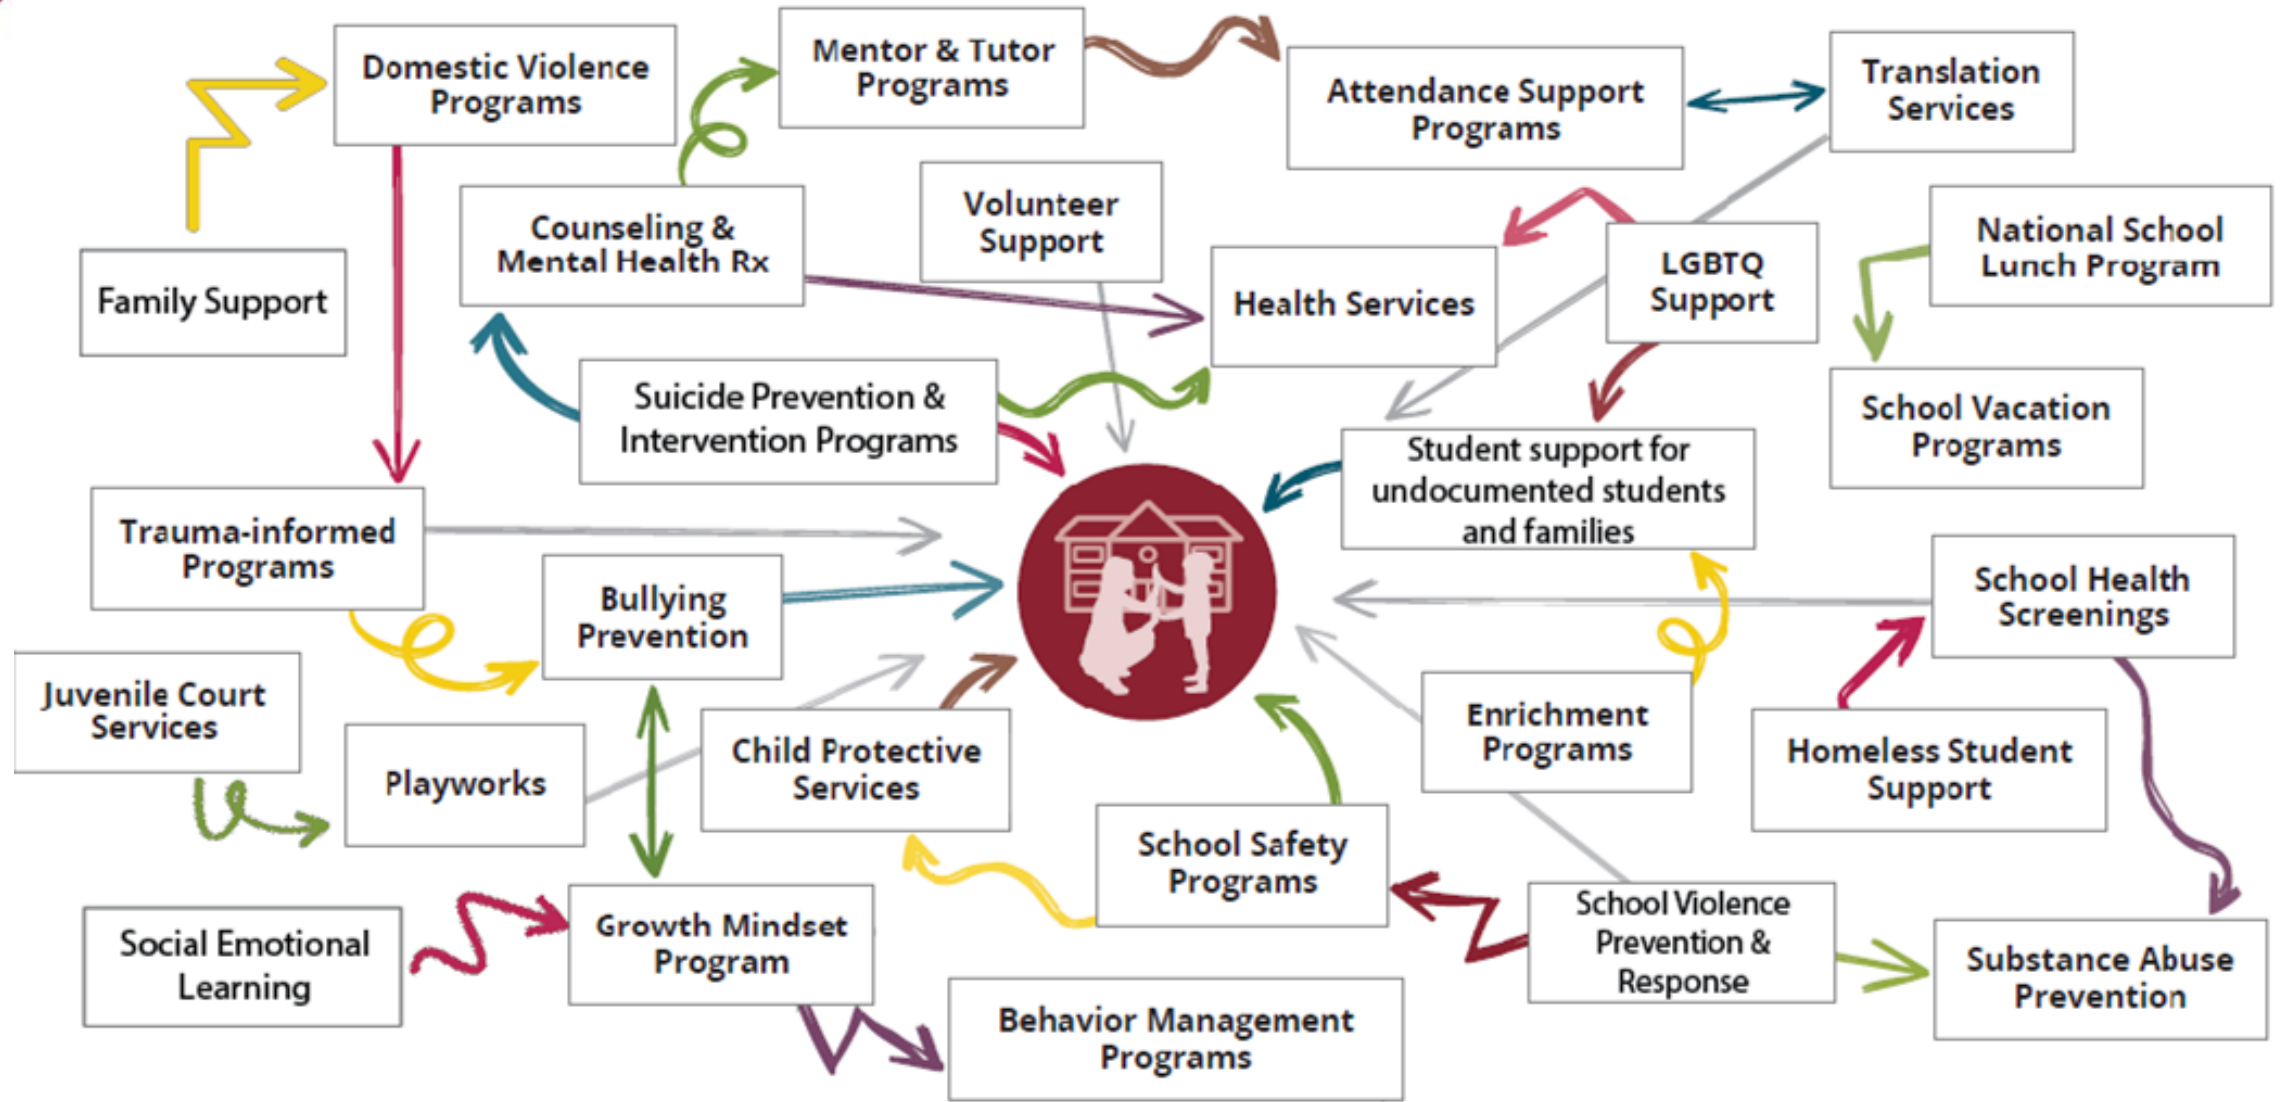 Domestic Violence
Programs
Mentor & Tutor
Programs
Attendance Support
Programs
Translation
Services
Family Support
Counseling &
Mental Health Rx
Volunteer
Support
Health Services
LGBTQ
Support
National School
Lunch Program
Suicide Prevention &
Intervention Programs
Student support for
undocumented students
and families
School Vacation
Programs
Trauma-informed
Programs
Bullying
Prevention
School Health
Screenings
Juvenile Court
Services
Playworks
Child Protective
Services
Enrichment
Programs
Homeless Student
Support
School Safety
Programs
Social Emotional
Learning
Growth Mindset
Program
School Violence
Prevention &
Response
Substance Abuse
Prevention
Behavior Management
Programs